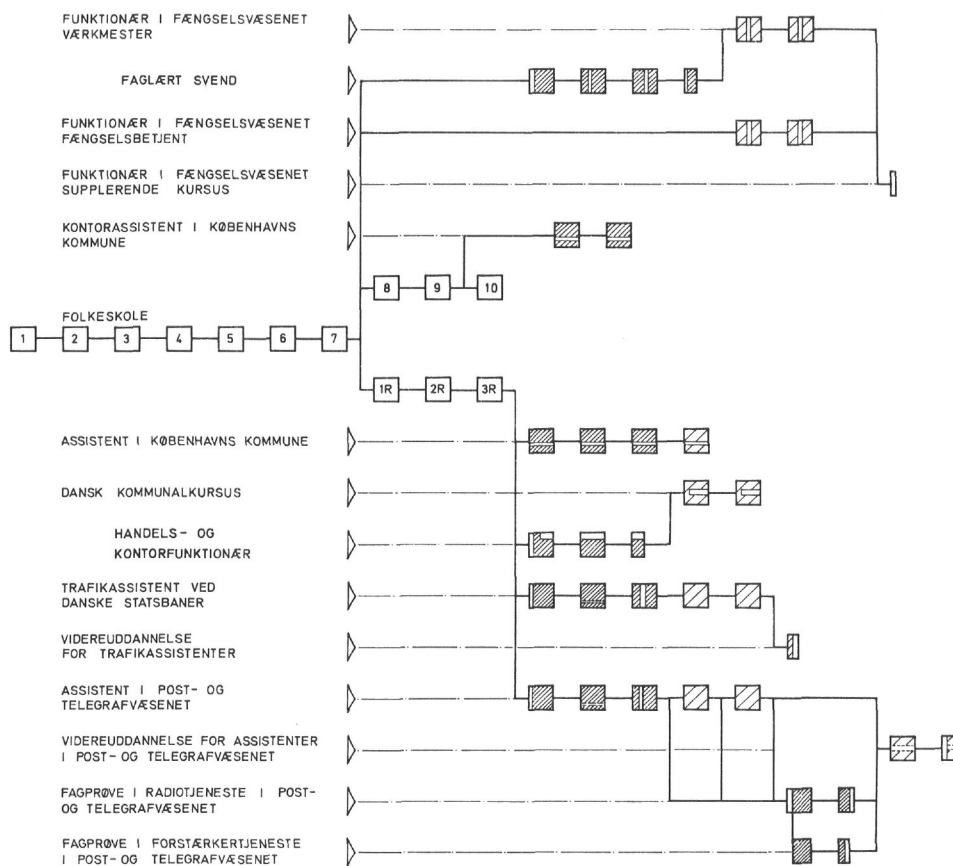 FUNKTIONÆR I FÆNGSELSVÆSENET
VÆRKMESTER
FAGLÆRT SVEND
FUNKTIONÆR I FÆNGSELSVÆSENET
FÆNGSELSBETJENT
FUNKTIONÆR I FÆNGSELSVÆSENET
SUPPLERENDE KURSUS
KONTORASSISTENT I KØBENHAVNS
KOMMUNE
8 9 10
FOLKESKOLE
1 2 3 4 5 6 7
1R 2R 3R
ASSISTENT I KØBENHAVNS KOMMUNE
DANSK KOMMUNALKURSUS
HANDELS- OG
KONTORFUNKTIONÆR
TRAFIKASSISTENT VED
DANSKE STATSBANER
VIDEREUDDANNELSE
FOR TRAFIKASSISTENTER
ASSISTENT I POST- OG
TELEGRAFVÆSENET
VIDEREUDDANNELSE FOR ASSISTENTER
I POST- OG TELEGRAFVÆSENET
FAGPRØVE I RADIOTJENESTE I POST-
OG TELEGRAFVÆSENET
FAGPRØVE I FORSTÆRKERTJENESTE
I POST- OG TELEGRAFVÆSENET